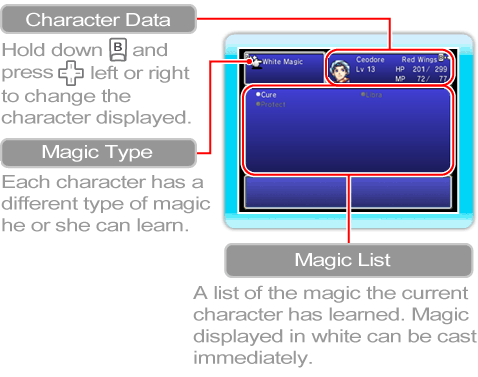 Character Data
Hold down B and
press left or right
to change the
character displayed.
Magic Type
Each character has a
different type of magic
he or she can learn.
White Magic
Ceodore Red Wings
Lv 13 HP 201/ 299
MP 72/ 77
Cure Libra
Protect
Magic List
A list of the magic the current
character has learned. Magic
displayed in white can be cast
immediately.